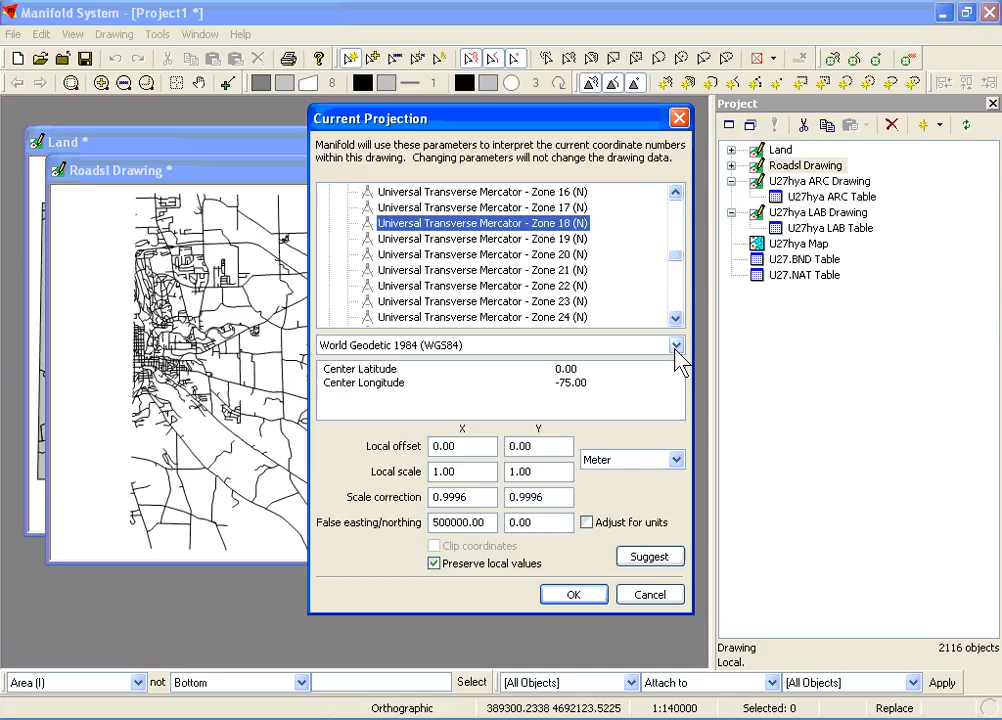 Manifold System - [Project1 *]
File Edit View Drawing Tools Window Help
8 1 3
Land *
Roadsl Drawing *
Current Projection
Manifold will use these parameters to interpret the current coordinate numbers
within this drawing. Changing parameters will not change the drawing data.
Universal Transverse Mercator - Zone 16 (N)
Universal Transverse Mercator - Zone 17 (N)
Universal Transverse Mercator - Zone 18 (N)
Universal Transverse Mercator - Zone 19 (N)
Universal Transverse Mercator - Zone 20 (N)
Universal Transverse Mercator - Zone 21 (N)
Universal Transverse Mercator - Zone 22 (N)
Universal Transverse Mercator - Zone 23 (N)
Universal Transverse Mercator - Zone 24 (N)
World Geodetic 1984 (WGS84)
Center Latitude 0.00
Center Longitude -75.00
X Y
Local offset 0.00 0.00
Meter
Local scale 1.00 1.00
Scale correction 0.9996 0.9996
False easting/northing 500000.00 0.00 Adjust for units
Clip coordinates
Preserve local values
Suggest
OK Cancel
Project
Land
Roadsl Drawing
U27hya ARC Drawing
U27hya ARC Table
U27hya LAB Drawing
U27hya LAB Table
U27hya Map
U27.BND Table
U27.NAT Table
Drawing 2116 objects
Local.
Area (I) not Bottom Select [All Objects] Attach to [All Objects] Apply
Orthographic 389300.2338 4692123.5225 1:140000 Selected: 0 Replace